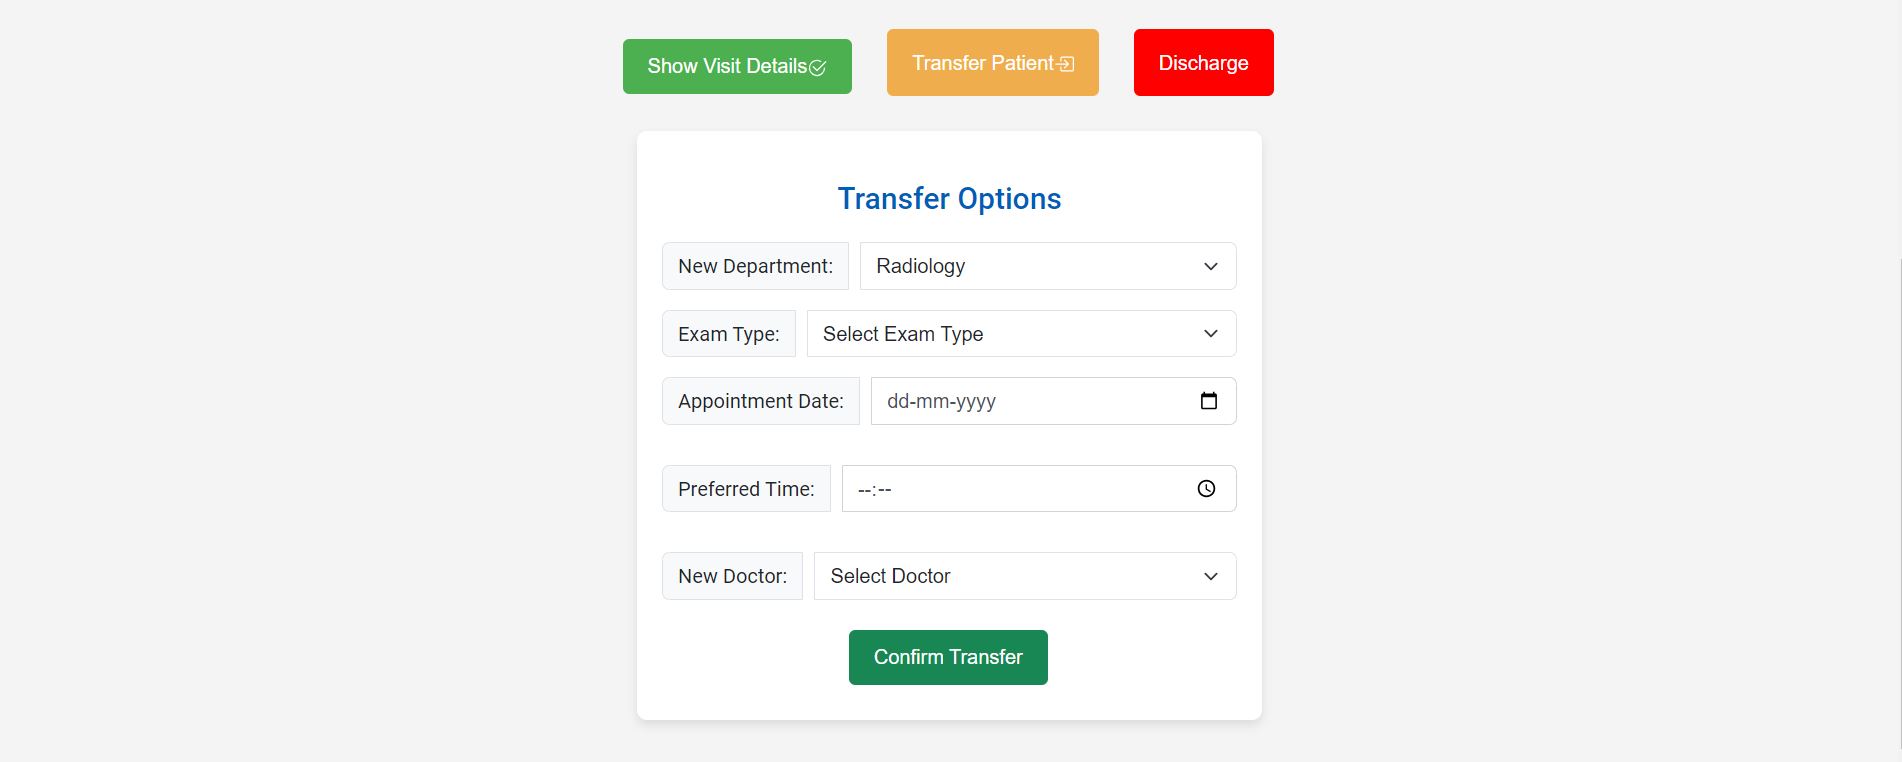 Show Visit Details
Transfer Patient
Discharge
Transfer Options
New Department: Radiology
Exam Type: Select Exam Type
Appointment Date: dd-mm-yyyy
Preferred Time: --:--
New Doctor: Select Doctor
Confirm Transfer